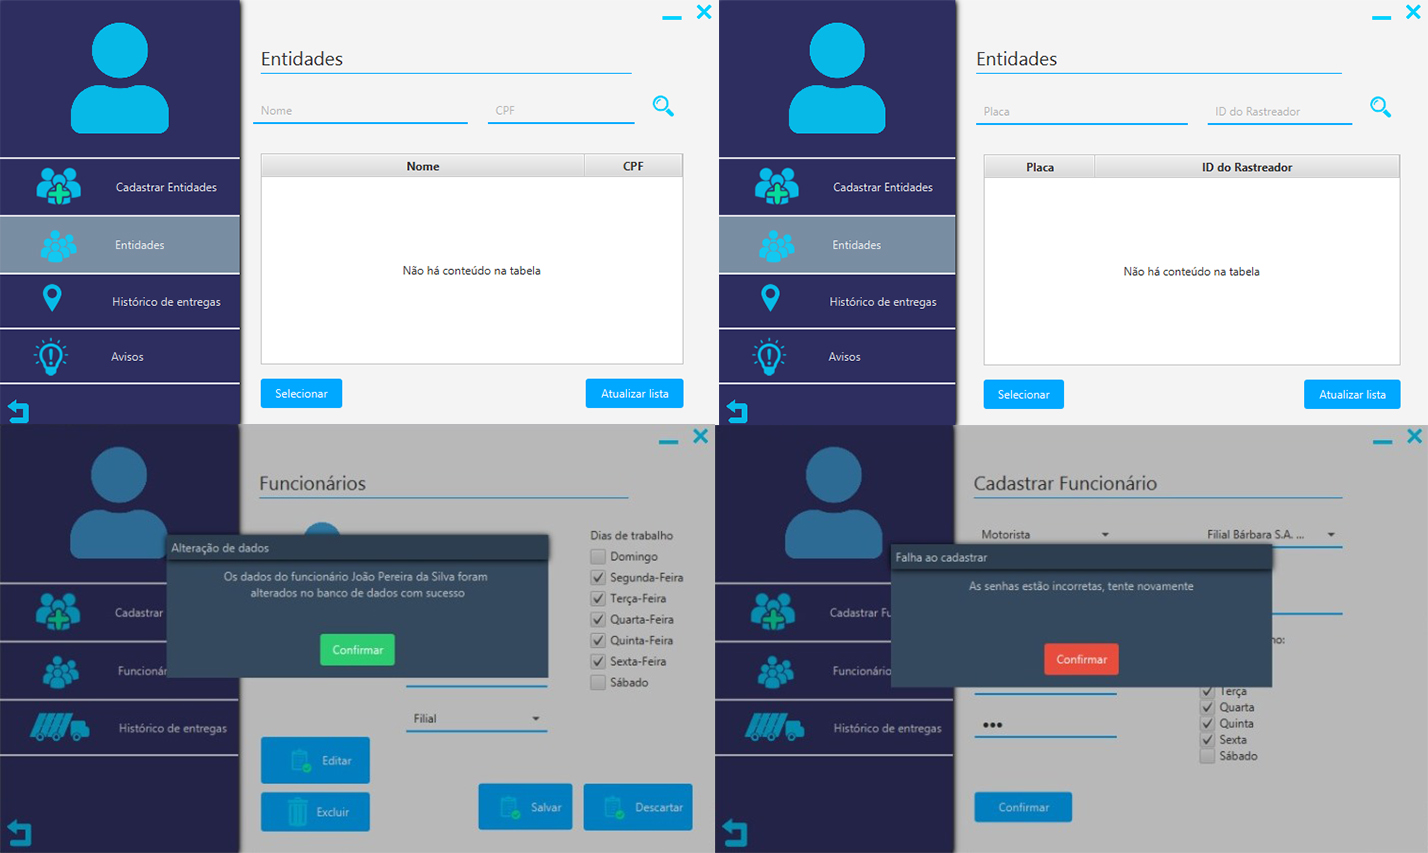 Entidades
Nome
CPF
Nome
CPF
Cadastrar Entidades
Entidades
Não há conteúdo na tabela
Histórico de entregas
Avisos
Selecionar
Atualizar lista
Entidades
Placa
ID do Rastreador
Placa
ID do Rastreador
Cadastrar Entidades
Entidades
Não há conteúdo na tabela
Histórico de entregas
Avisos
Selecionar
Atualizar lista
Funcionários
Alteração de dados
Os dados do funcionário João Pereira da Silva foram
alterados no banco de dados com sucesso
Confirmar
Dias de trabalho
Domingo
Segunda-Feira
Terça-Feira
Quarta-Feira
Quinta-Feira
Sexta-Feira
Sábado
Cadastrar
Funcionár
Histórico de entregas
Filial
Editar
Excluir
Salvar
Descartar
Cadastrar Funcionário
Motorista
Filial Bárbara S.A. ...
Falha ao cadastrar
As senhas estão incorretas, tente novamente
Confirmar
Cadastrar Fu
Funcionário
Histórico de entregas
no:
Terça
Quarta
Quinta
Sexta
Sábado
Confirmar